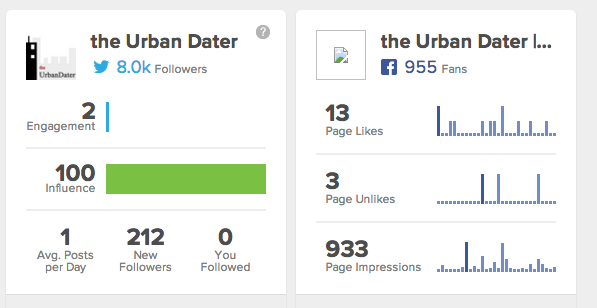 the Urban Dater
?
8.0k Followers
the
UrbanDater
2
Engagement
100
Influence
1
Avg. Posts
per Day
212
New
Followers
0
You
Followed
the Urban Dater |...
955 Fans
13
Page Likes
3
Page Unlikes
933
Page Impressions